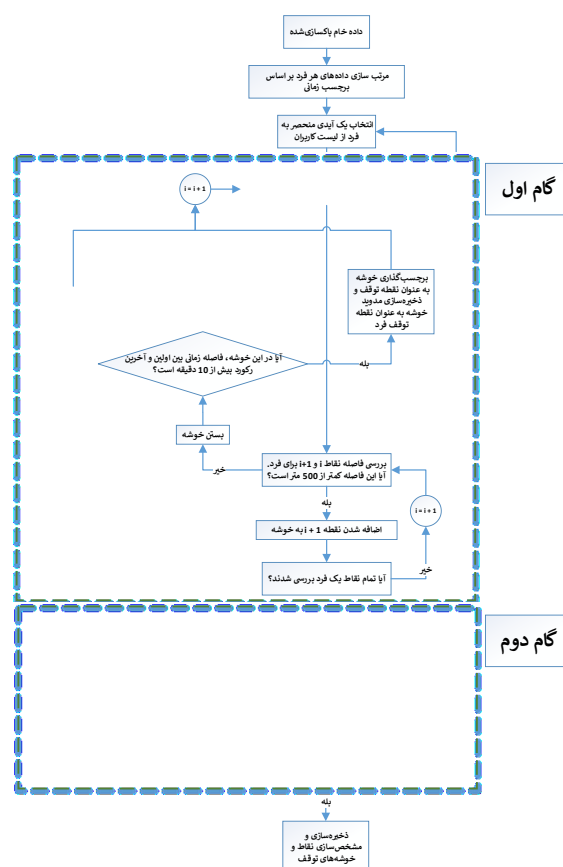 داده خام پاکسازی‌شده
مرتب سازی داده‌های هر فرد بر اساس
برچسب زمانی
انتخاب یک آیدی منحصر به
فرد از لیست کاربران
گام اول
i = i + 1
برچسب‌گذاری خوشه
به عنوان نقطه توقف و
ذخیره‌سازی مدوید
خوشه به عنوان نقطه
توقف فرد
آیا در این خوشه، فاصله زمانی بین اولین و آخرین
رکورد بیش از 10 دقیقه است؟
بله
بستن خوشه
بررسی فاصله نقاط i و i+1 برای فرد.
آیا این فاصله کمتر از 500 متر است؟
خیر
بله
i = i + 1
اضافه شدن نقطه i + 1 به خوشه
خیر
آیا تمام نقاط یک فرد بررسی شدند؟
گام دوم
بله
ذخیره‌سازی و
مشخص‌سازی نقاط و
خوشه‌های توقف